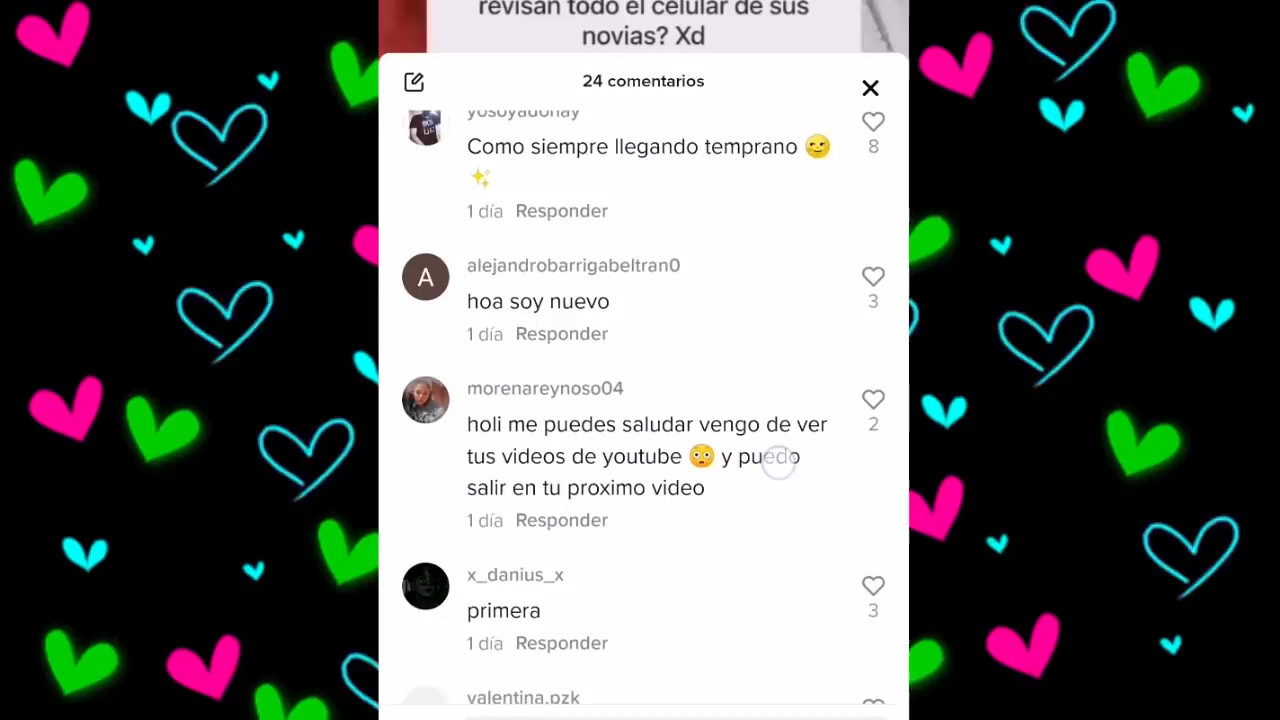 revisan todo el celular de sus
novias? Xd
24 comentarios
yosoyadonay
Como siempre llegando temprano 🌝
✨
8
1 día Responder
A
alejandrobarrigabeltran0
hoa soy nuevo
3
1 día Responder
morenareynoso04
holi me puedes saludar vengo de ver
tus videos de youtube 😳 y puedo
salir en tu proximo video
2
1 día Responder
x_danius_x
primera
3
1 día Responder
valentina.pzk